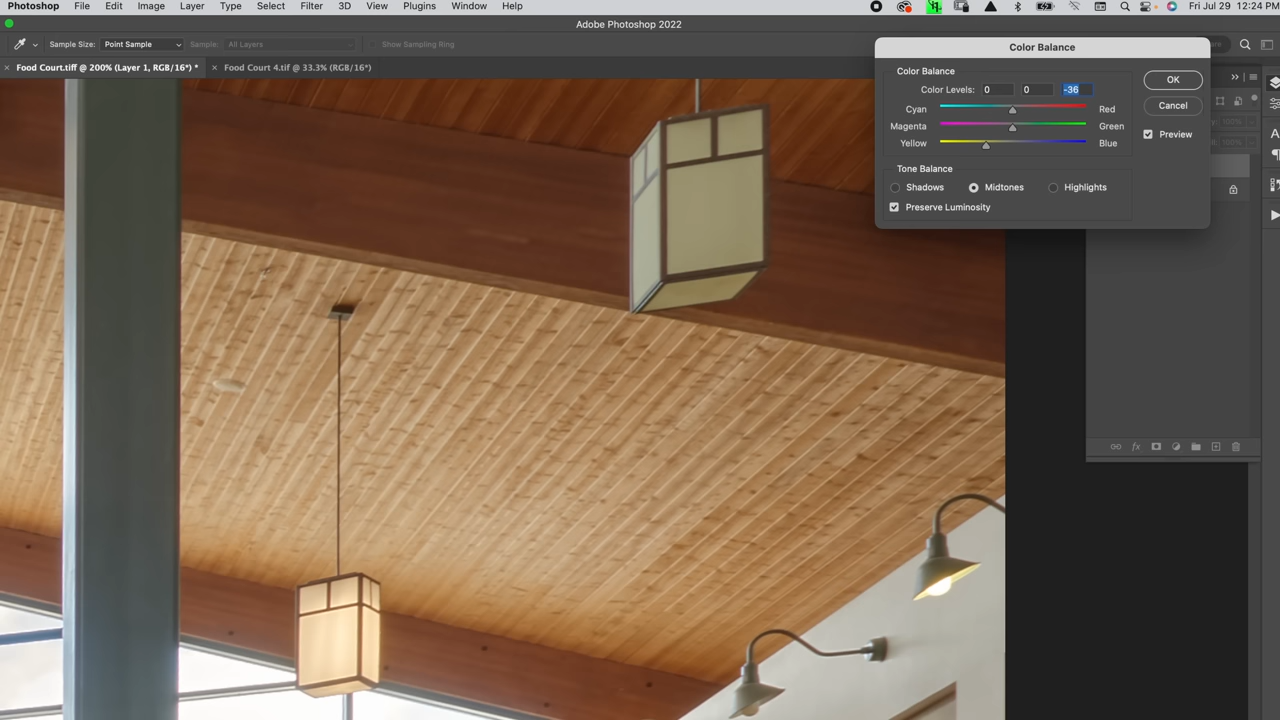 Photoshop File Edit Image Layer Type Select Filter 3D View Plugins Window Help Fri Jul 29 12:24 PM
Adobe Photoshop 2022
Sample Size: Point Sample Sample: All Layers Show Sampling Ring
Food Court.tiff @ 200% (Layer 1, RGB/16*) * Food Court 4.tif @ 33.3% (RGB/16*)
Color Balance
Color Balance
Color Levels: 0 0 -36
Cyan Red
Magenta Green
Yellow Blue
OK
Cancel
Preview
Tone Balance
Shadows Midtones Highlights
Preserve Luminosity